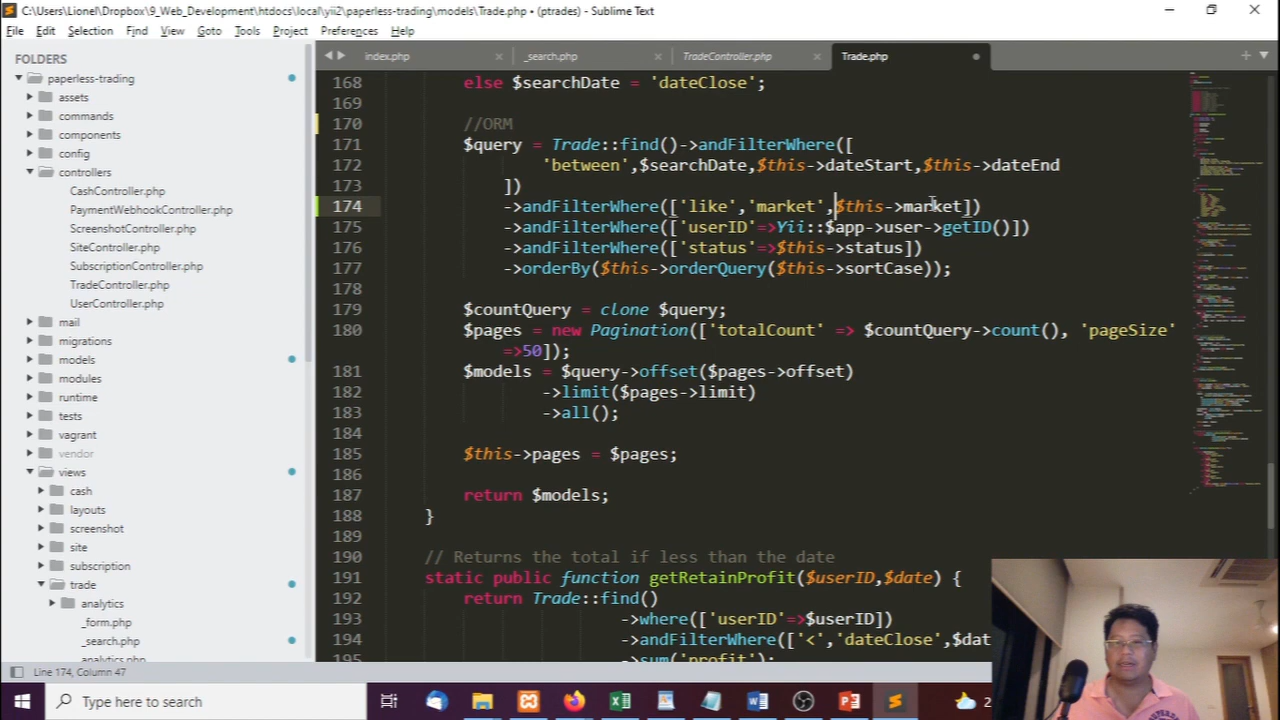 C:\Users\Lionel\Dropbox\9_Web_Development\htdocs\local\yii2\paperless-trading\models\Trade.php • (ptrades) - Sublime Text
File Edit Selection Find View Goto Tools Project Preferences Help
FOLDERS
paperless-trading
assets
commands
components
config
controllers
CashController.php
PaymentWebhookController.php
ScreenshotController.php
SiteController.php
SubscriptionController.php
TradeController.php
UserController.php
mail
migrations
models
modules
runtime
tests
vagrant
vendor
views
cash
layouts
screenshot
site
subscription
trade
analytics
_form.php
_search.php
analytics.php
index.php _search.php TradeController.php Trade.php
168 else $searchDate = 'dateClose';
169
170 //ORM
171 $query = Trade::find()->andFilterWhere([
172 'between',$searchDate,$this->dateStart,$this->dateEnd
173 ])
174 ->andFilterWhere(['like','market',$this->market])
175 ->andFilterWhere(['userID'=>Yii::$app->user->getID()])
176 ->andFilterWhere(['status'=>$this->status])
177 ->orderBy($this->orderQuery($this->sortCase));
178
179 $countQuery = clone $query;
180 $pages = new Pagination(['totalCount' => $countQuery->count(), 'pageSize'
=>50]);
181 $models = $query->offset($pages->offset)
182 ->limit($pages->limit)
183 ->all();
184
185 $this->pages = $pages;
186
187 return $models;
188 }
189
190 // Returns the total if less than the date
191 static public function getRetainProfit($userID,$date) {
192 return Trade::find()
193 ->where(['userID'=>$userID])
194 ->andFilterWhere(['<','dateClose',$dat
195 ->sum('profit');
Line 174, Column 47
Type here to search
2